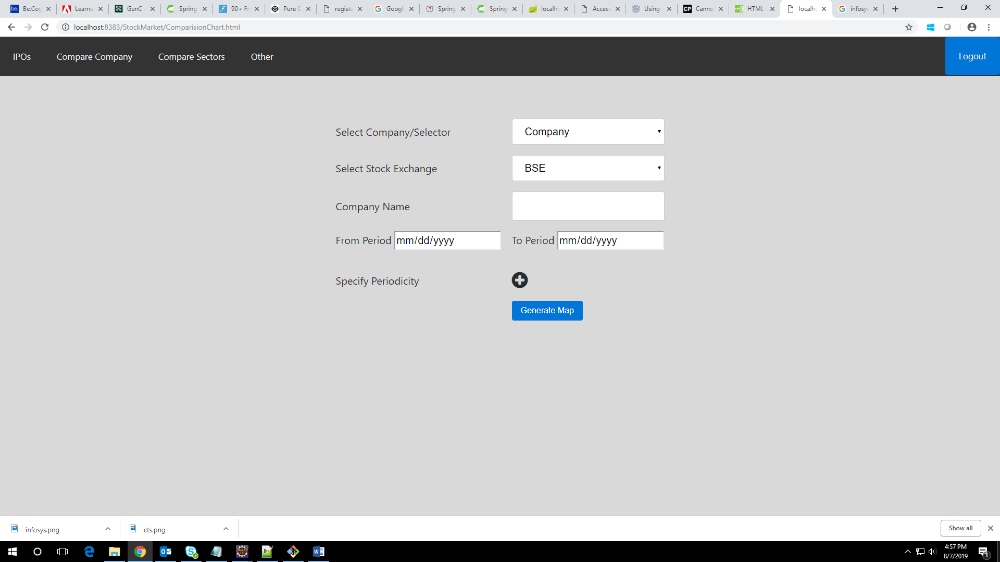 Be.Cog Learne GenC - Spring 90+ Fr Pure C registe Googl Spring Spring localho Access Using Canno HTML localh infosys
localhost:8383/StockMarket/ComparisionChart.html
IPOs Compare Company Compare Sectors Other Logout
Select Company/Selector Company
Select Stock Exchange BSE
Company Name
From Period mm/dd/yyyy To Period mm/dd/yyyy
Specify Periodicity
Generate Map
infosys.png cts.png Show all
4:57 PM
8/7/2019
1